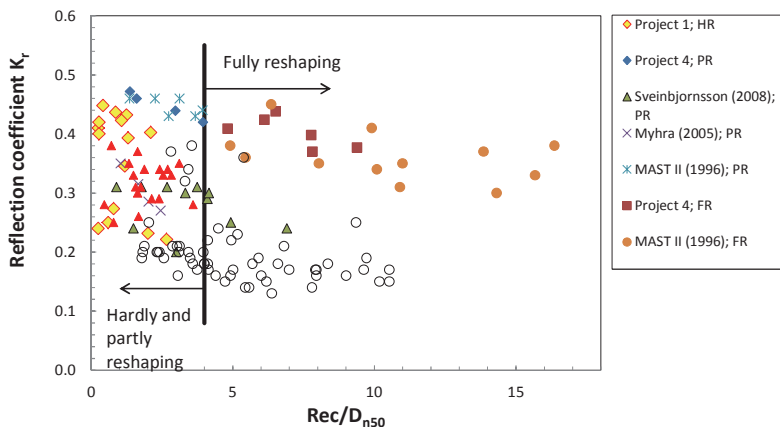 0.6
0.5
0.4
0.3
0.2
0.1
0.0
Reflection coefficient Kr
Fully reshaping
Hardly and
partly
reshaping
0
5
10
15
Rec/Dn50
Project 1; HR
Project 4; PR
Sveinbjornsson (2008);
PR
Myhra (2005); PR
MAST II (1996); PR
Project 4; FR
MAST II (1996); FR